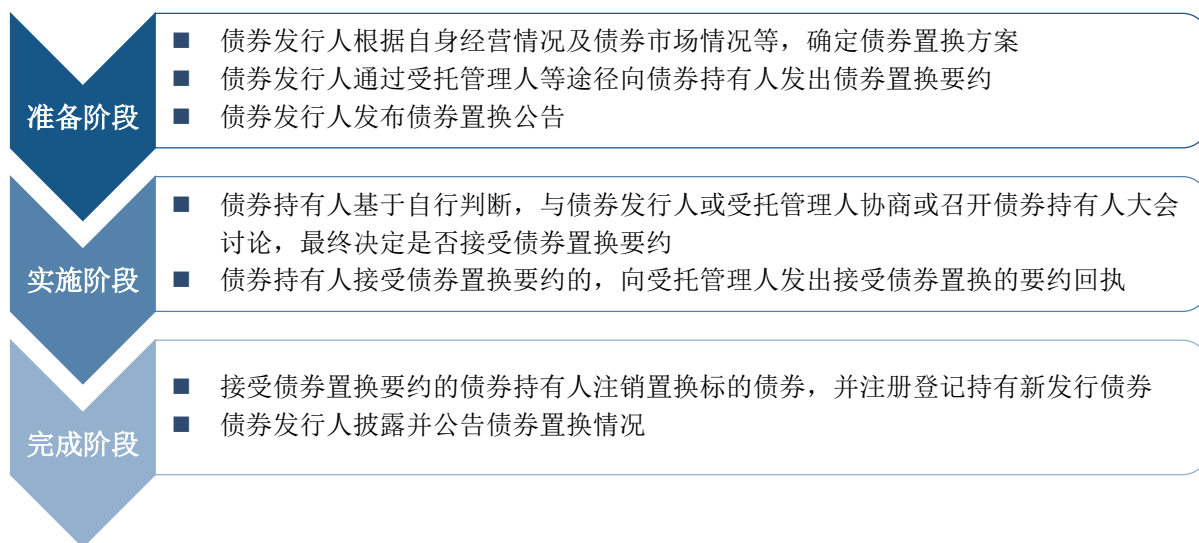 准备阶段
■ 债券发行人根据自身经营情况及债券市场情况等，确定债券置换方案
■ 债券发行人通过受托管理人等途径向债券持有人发出债券置换要约
■ 债券发行人发布债券置换公告
实施阶段
■ 债券持有人基于自行判断，与债券发行人或受托管理人协商或召开债券持有人大会
讨论，最终决定是否接受债券置换要约
■ 债券持有人接受债券置换要约的，向受托管理人发出接受债券置换的要约回执
完成阶段
■ 接受债券置换要约的债券持有人注销置换标的债券，并注册登记持有新发行债券
■ 债券发行人披露并公告债券置换情况